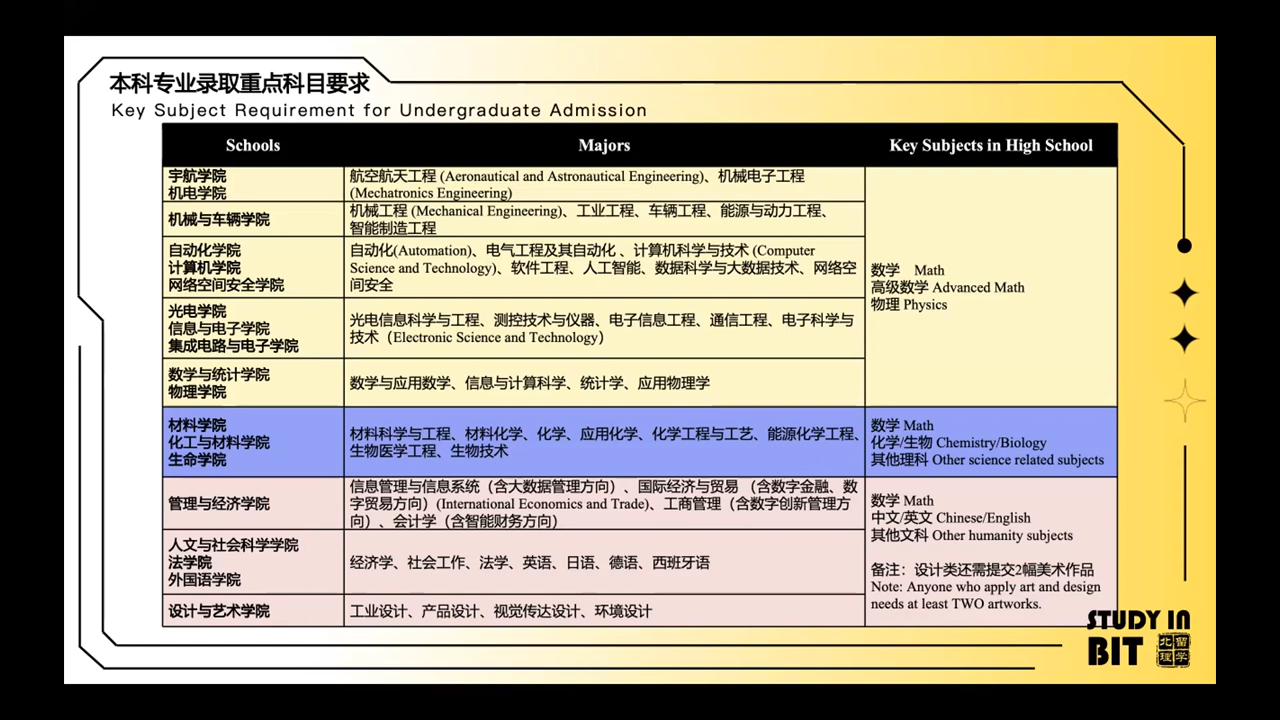 本科专业录取重点科目要求
Key Subject Requirement for Undergraduate Admission
Schools
Majors
Key Subjects in High School
宇航学院
机电学院
航空航天工程 (Aeronautical and Astronautical Engineering)、机械电子工程
(Mechatronics Engineering)
机械与车辆学院
机械工程 (Mechanical Engineering)、工业工程、车辆工程、能源与动力工程、
智能制造工程
自动化学院
计算机学院
网络空间安全学院
自动化(Automation)、电气工程及其自动化 、计算机科学与技术 (Computer
Science and Technology)、软件工程、人工智能、数据科学与大数据技术、网络空
间安全
光电学院
信息与电子学院
集成电路与电子学院
光电信息科学与工程、测控技术与仪器、电子信息工程、通信工程、电子科学与
技术（Electronic Science and Technology）
数学与统计学院
物理学院
数学与应用数学、信息与计算科学、统计学、应用物理学
数学 Math
高级数学 Advanced Math
物理 Physics
材料学院
化工与材料学院
生命学院
材料科学与工程、材料化学、化学、应用化学、化学工程与工艺、能源化学工程、
生物医学工程、生物技术
数学 Math
化学/生物 Chemistry/Biology
其他理科 Other science related subjects
管理与经济学院
信息管理与信息系统（含大数据管理方向）、国际经济与贸易 （含数字金融、数
字贸易方向）(International Economics and Trade)、工商管理（含数字创新管理方
向）、会计学（含智能财务方向）
人文与社会科学学院
法学院
外国语学院
经济学、社会工作、法学、英语、日语、德语、西班牙语
设计与艺术学院
工业设计、产品设计、视觉传达设计、环境设计
数学 Math
中文/英文 Chinese/English
其他文科 Other humanity subjects
备注：设计类还需提交2幅美术作品
Note: Anyone who apply art and design
needs at least TWO artworks.
STUDY IN
BIT
北理
留学